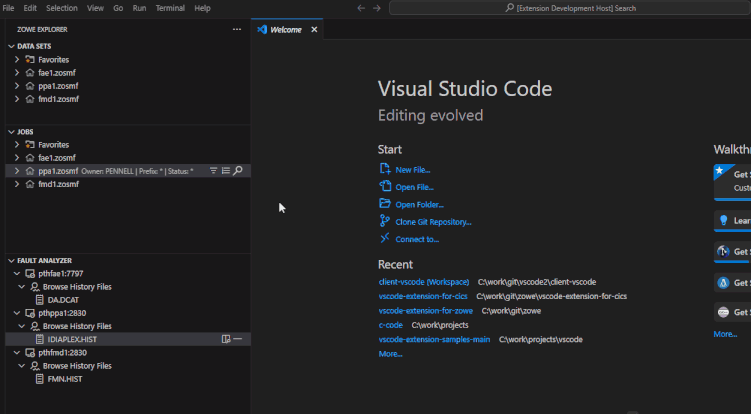 File Edit Selection View Go Run Terminal Help
[Extension Development Host] Search
ZOWE EXPLORER
DATA SETS
Favorites
fae1.zosmf
ppa1.zosmf
fmd1.zosmf
JOBS
Favorites
fae1.zosmf
ppa1.zosmf Owner: PENNELL | Prefix: * | Status: *
fmd1.zosmf
FAULT ANALYZER
pthfae1:7797
Browse History Files
DA.DCAT
pthppa1:2830
Browse History Files
IDIAPLEX.HIST
pthfmd1:2830
Browse History Files
FMN.HIST
Welcome
Visual Studio Code
Editing evolved
Start
New File...
Open File...
Open Folder...
Clone Git Repository...
Connect to...
Recent
client-vscode (Workspace) C:\work\git\vscode2\client-vscode
vscode-extension-for-cics C:\work\git\zowe\vscode-extension-for-cics
vscode-extension-for-zowe C:\work\git\zowe
c-code C:\work\projects
vscode-extension-samples-main C:\work\projects\vscode
More...
Walkthr
Get S
Custo
Lear
Get S
Get S
Get S
More...